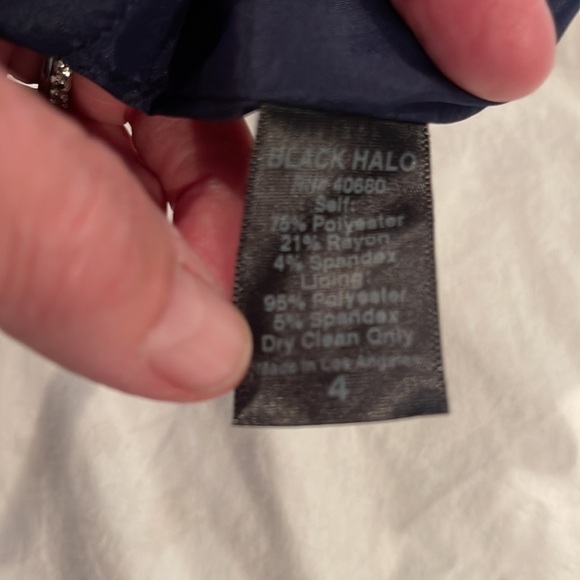 BLACK HALO
RN# 40680
Self:
75% Polyester
21% Rayon
4% Spandex
Lining
95% Polyester
5% Spandex
Dry Clean Only
Made in Los Angeles
4